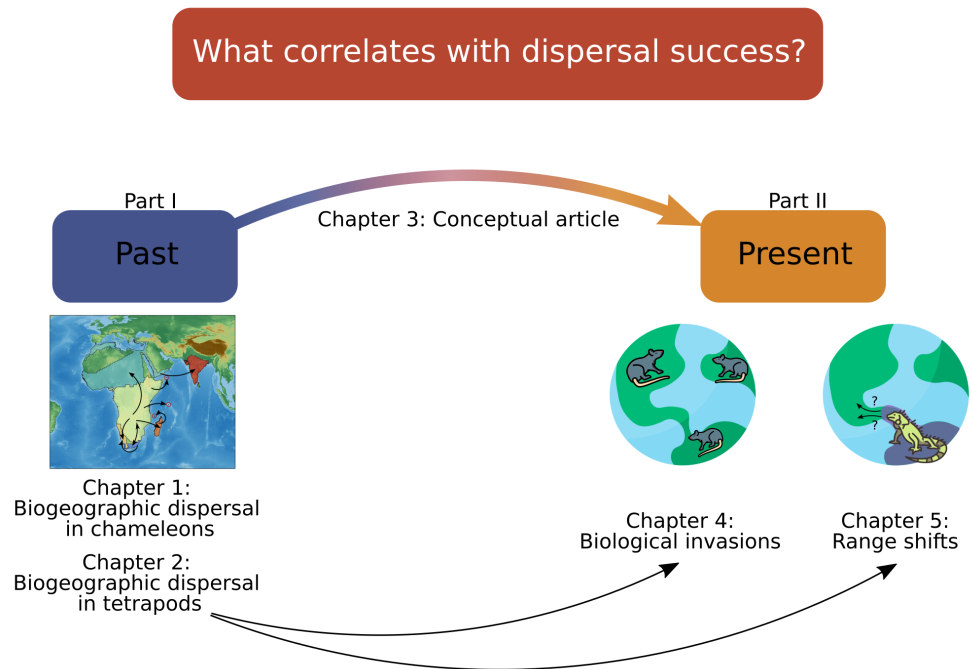 What correlates with dispersal success?
Part I
Past
Chapter 3: Conceptual article
Part II
Present
?
?
Chapter 1:
Biogeographic dispersal
in chameleons
Chapter 2:
Biogeographic dispersal
in tetrapods
Chapter 4:
Biological invasions
Chapter 5:
Range shifts